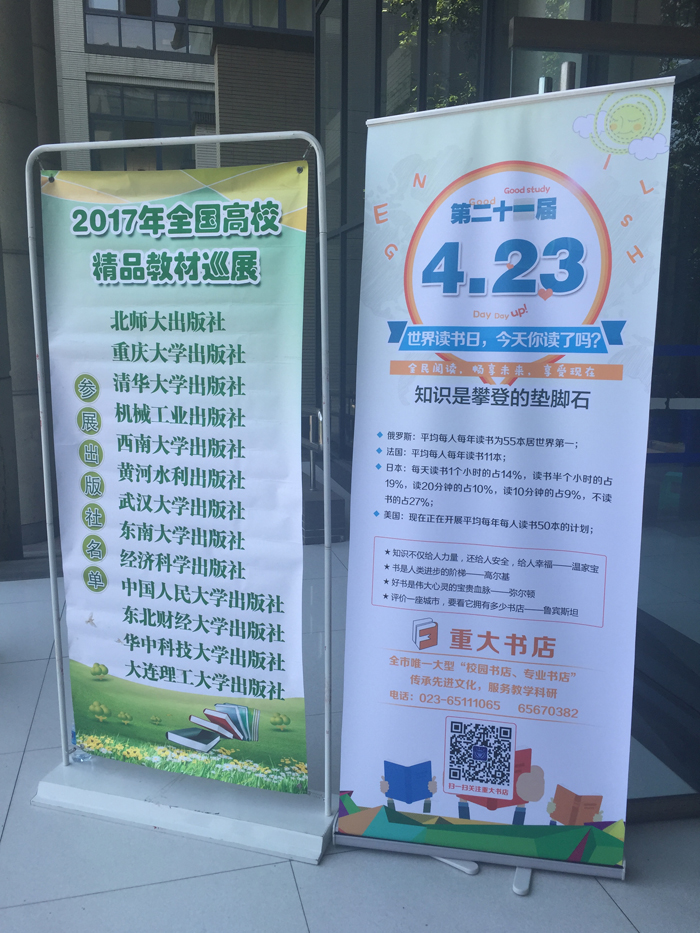 2017年全国高校
精品教材巡展
参展出版社名单
北师大出版社
重庆大学出版社
清华大学出版社
机械工业出版社
西南大学出版社
黄河水利出版社
武汉大学出版社
东南大学出版社
经济科学出版社
中国人民大学出版社
东北财经大学出版社
华中科技大学出版社
大连理工大学出版社
ENGLISH
Good study
Good
第二十一届
4.23
Day Day up!
世界读书日，今天你读了吗？
全民阅读，畅享未来，享受现在
知识是攀登的垫脚石
俄罗斯：平均每人每年读书为55本居世界第一；
法国：平均每人每年读书11本；
日本：每天读书1个小时的占14%，读书半个小时的占
19%，读20分钟的占10%，读10分钟的占9%，不读
书的占27%；
美国：现在正在开展平均每年每人读书50本的计划；
★知识不仅给人力量，还给人安全，给人幸福——温家宝
★书是人类进步的阶梯——高尔基
★好书是伟大心灵的宝贵血脉——弥尔顿
★评价一座城市，要看它拥有多少书店——鲁宾斯坦
重大书店
全市唯一大型“校园书店、专业书店”
传承先进文化，服务教学科研
电话：023-65111065 65670382
扫一扫关注重大书店